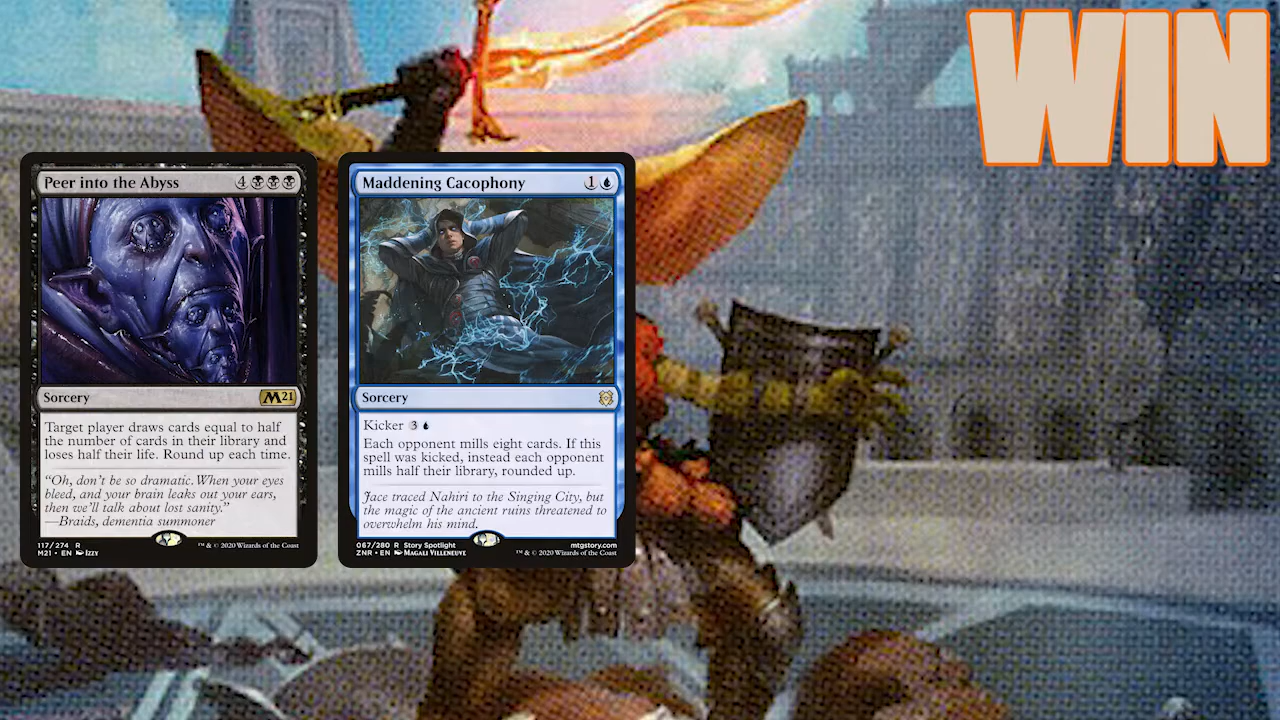 WIN
Peer into the Abyss 4
Sorcery M21
Target player draws cards equal to half
the number of cards in their library and
loses half their life. Round up each time.
“Oh, don’t be so dramatic. When your eyes
bleed, and your brain leaks out your ears,
then we’ll talk about lost sanity.”
—Braids, dementia summoner
117/274 R
M21 • EN Izzy
™ & © 2020 Wizards of the Coast
Maddening Cacophony 1
Sorcery
Kicker 3
Each opponent mills eight cards. If this
spell was kicked, instead each opponent
mills half their library, rounded up.
Jace traced Nahiri to the Singing City, but
the magic of the ancient ruins threatened to
overwhelm his mind.
067/280 R Story Spotlight mtgstory.com
ZNR • EN Magali Villeneuve ™ & © 2020 Wizards of the Coast